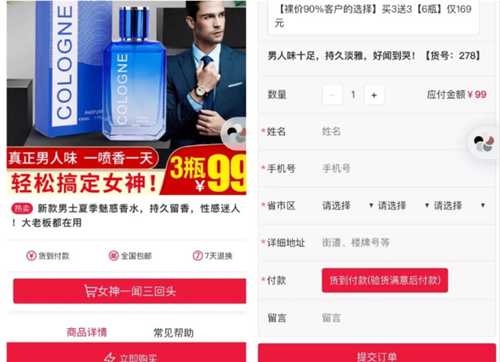 COLOGNE
COLOGNE
真正男人味 一喷香一天
3瓶
¥99
轻松搞定女神！
热卖 新款男士夏季魅惑香水，持久留香，性感迷人
！大老板都在用
货到付款 全国包邮 7天退换
女神一闻三回头
商品详情 常见帮助
立即购买
【裸价90%客户的选择】买3送3【6瓶】仅169
元
男人味十足，持久淡雅，好闻到哭！【货号：278】
数量 - 1 + 应付金额¥99
*姓名 姓名
*手机号 手机号
*省市区 请选择 请选择 请选择
*详细地址 街道、楼牌号等
*付款 货到付款(验货满意后付款)
留言 留言
提交订单